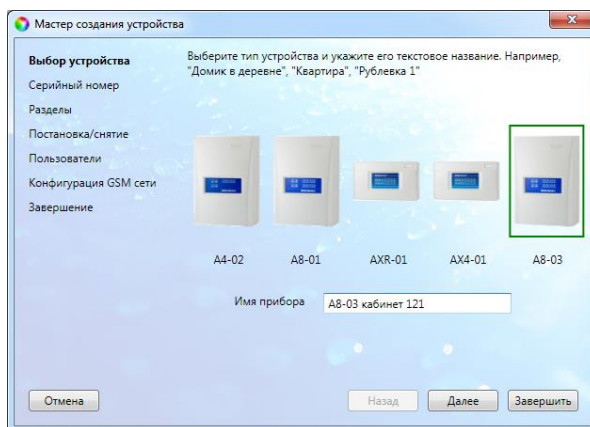 Мастер создания устройства
Выбор устройства
Серийный номер
Разделы
Постановка/снятие
Пользователи
Конфигурация GSM сети
Завершение
Выберите тип устройства и укажите его текстовое название. Например,
"Домик в деревне", "Квартира", "Рублевка 1"
A4-02 A8-01 AXR-01 AX4-01 A8-03
Имя прибора A8-03 кабинет 121
Отмена Назад Далее Завершить